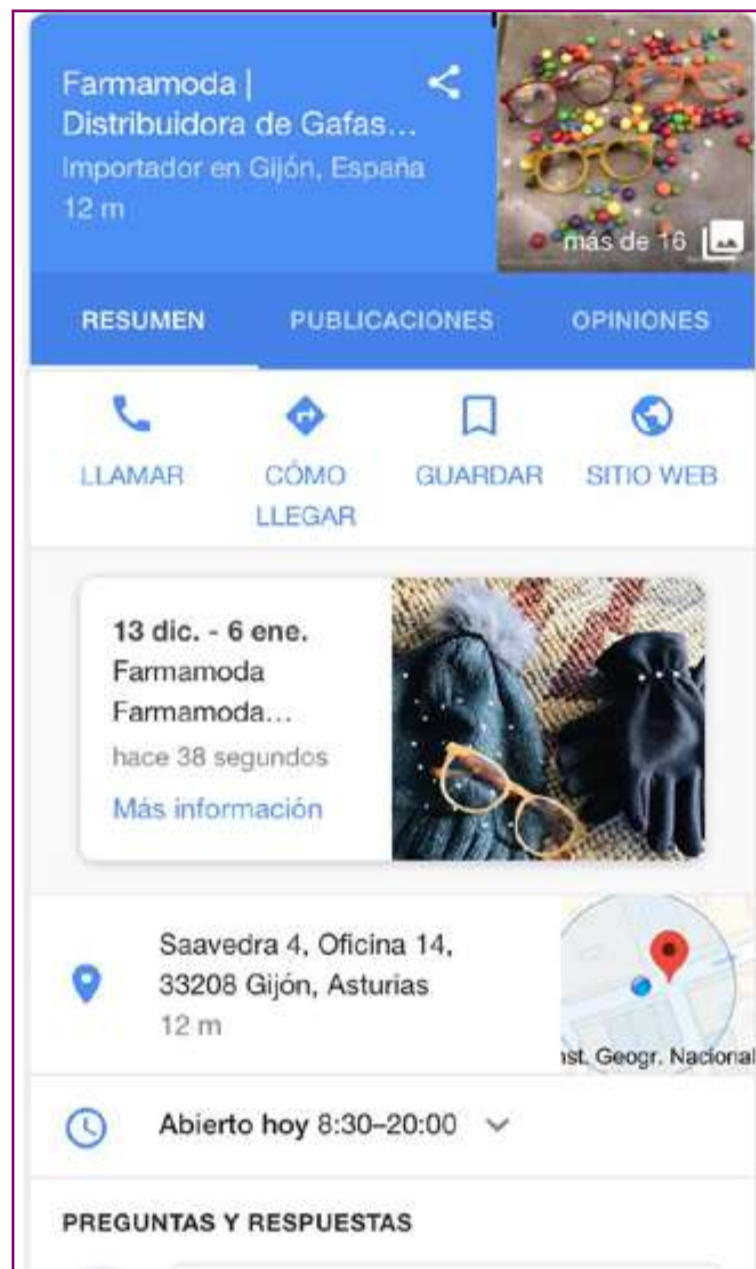 Farmamoda |
Distribuidora de Gafas...
Importador en Gijón, España
12 m
más de 16
RESUMEN
PUBLICACIONES
OPINIONES
LLAMAR
CÓMO
LLEGAR
GUARDAR
SITIO WEB
13 dic. - 6 ene.
Farmamoda
Farmamoda...
hace 38 segundos
Más información
Saavedra 4, Oficina 14,
33208 Gijón, Asturias
12 m
nst. Geogr. Nacional
Abierto hoy 8:30–20:00
PREGUNTAS Y RESPUESTAS